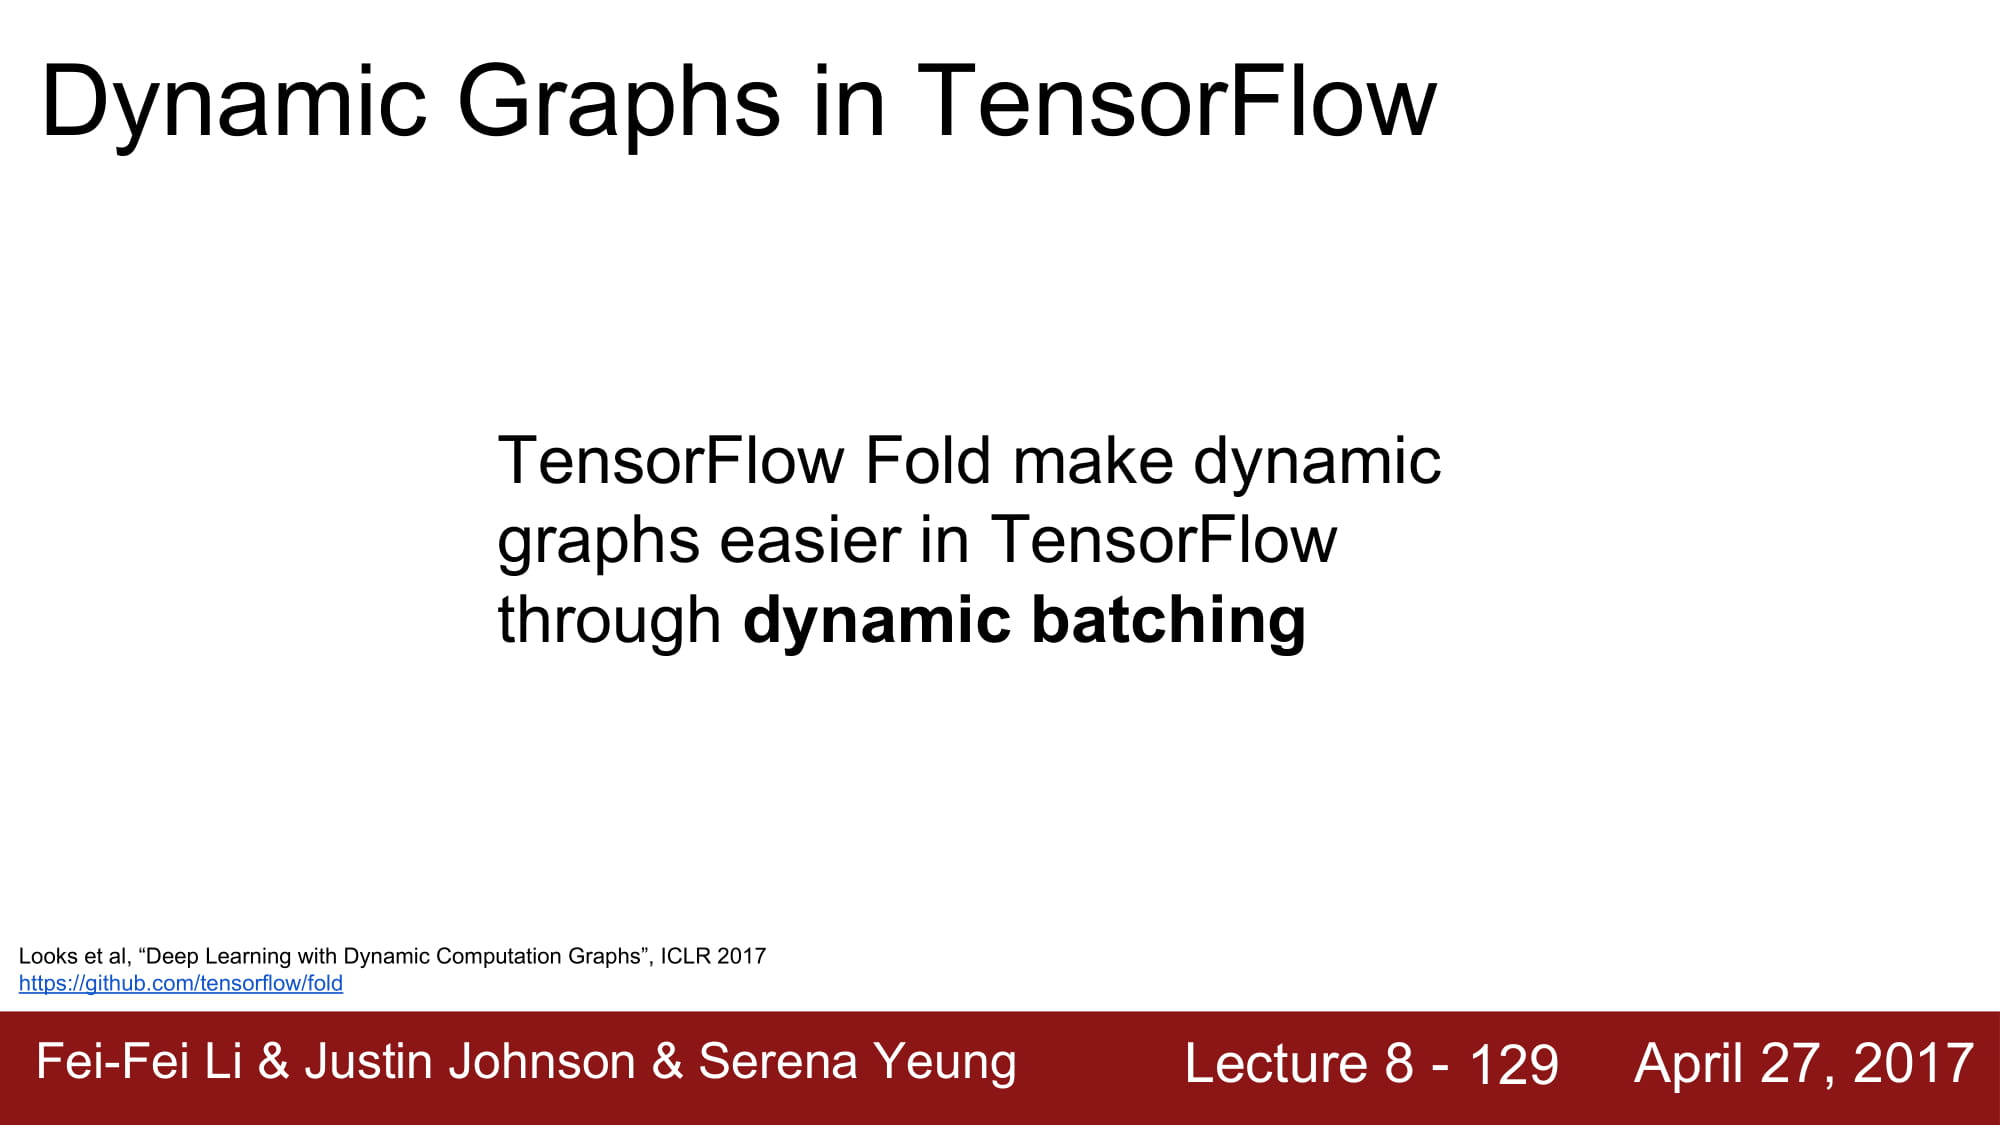 Dynamic Graphs in TensorFlow
TensorFlow Fold make dynamic
graphs easier in TensorFlow
through dynamic batching
Looks et al, “Deep Learning with Dynamic Computation Graphs”, ICLR 2017
https://github.com/tensorflow/fold
Fei-Fei Li & Justin Johnson & Serena Yeung Lecture 8 - 129 April 27, 2017